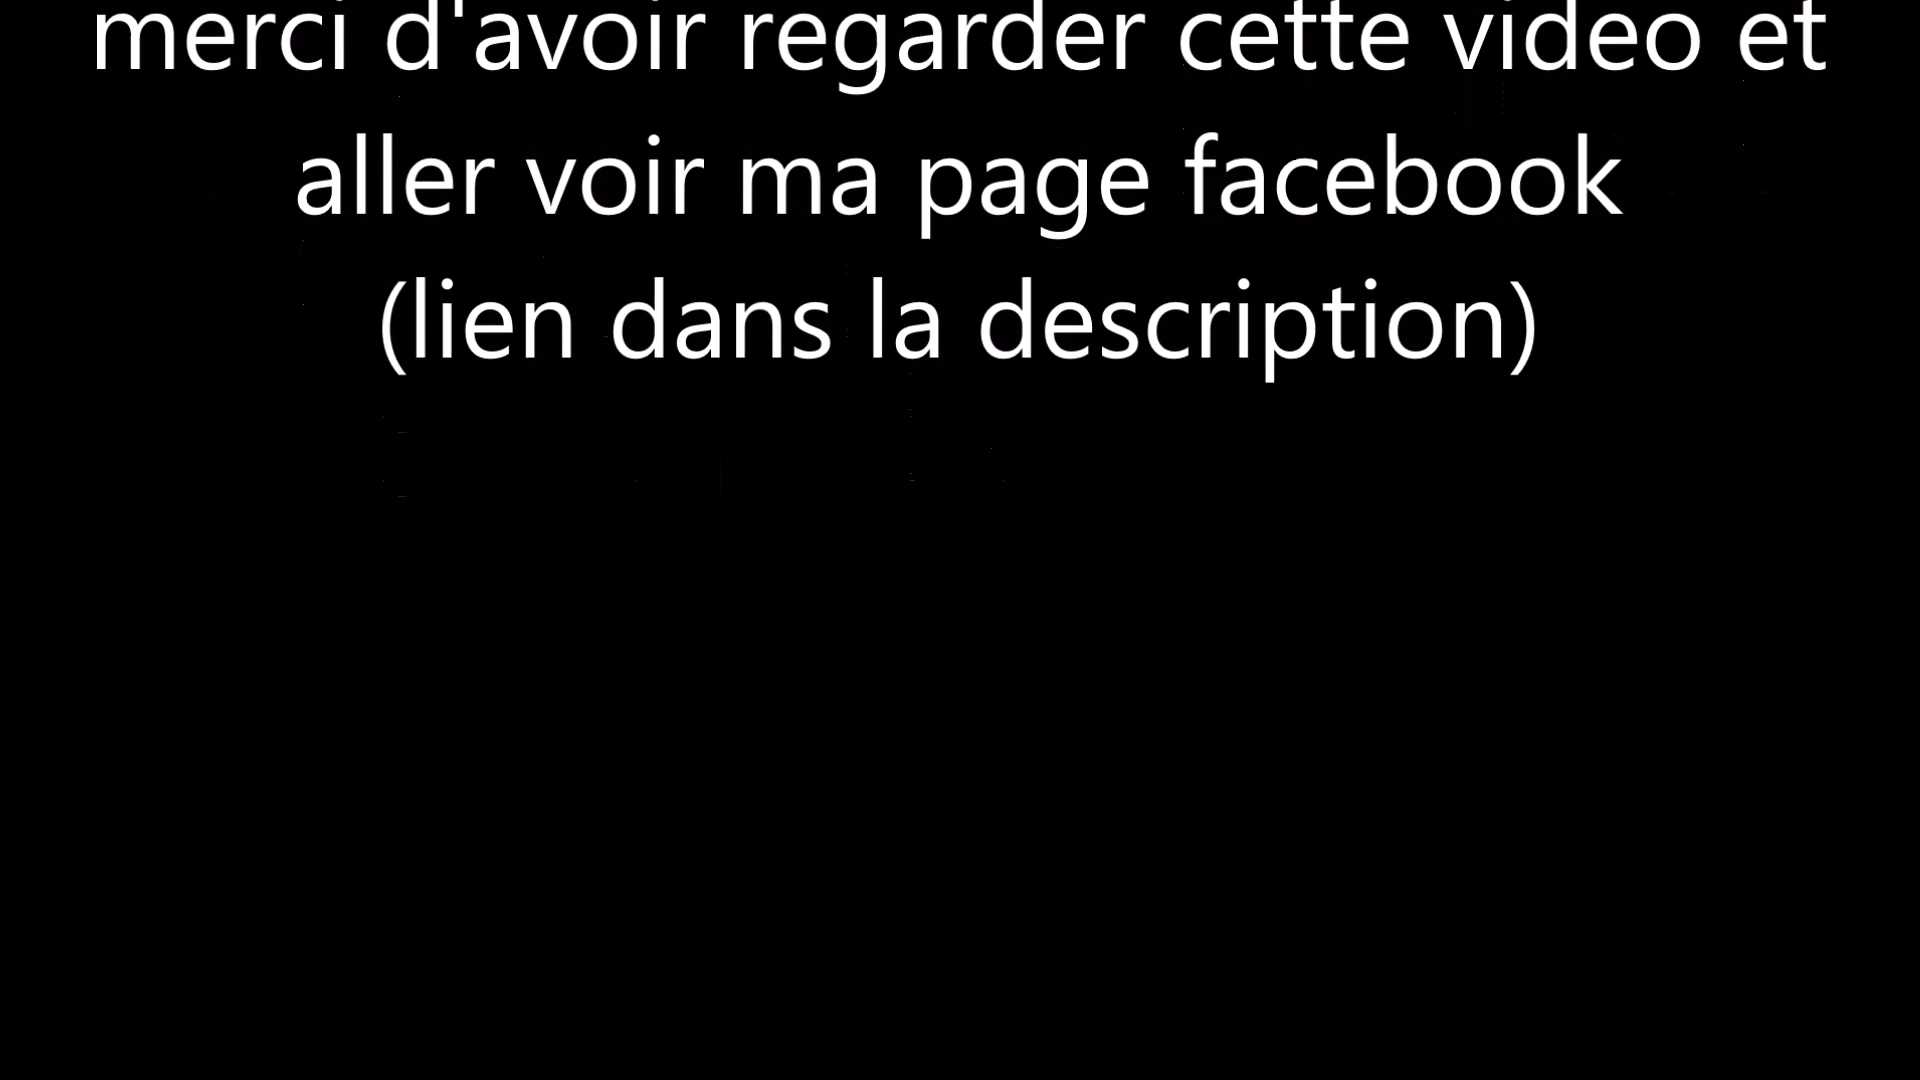 merci d'avoir regarder cette video et
aller voir ma page facebook
(lien dans la description)